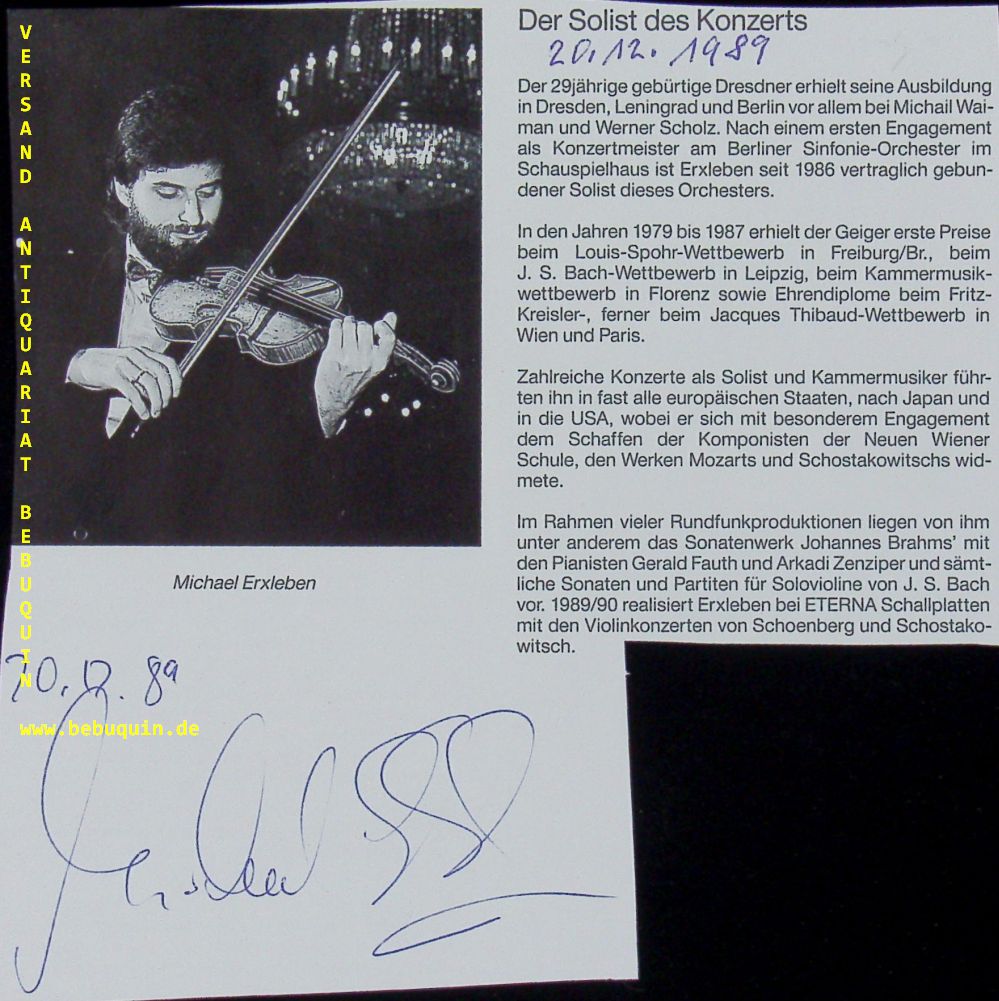 VERSAND ANTIQUARIAT BEBUQUIN
www.bebuquin.de
Michael Erxleben
20.12.89
Der Solist des Konzerts
20.12.1989
Der 29jährige gebürtige Dresdner erhielt seine Ausbildung
in Dresden, Leningrad und Berlin vor allem bei Michail Wai-
man und Werner Scholz. Nach einem ersten Engagement
als Konzertmeister am Berliner Sinfonie-Orchester im
Schauspielhaus ist Erxleben seit 1986 vertraglich gebun-
dener Solist dieses Orchesters.
In den Jahren 1979 bis 1987 erhielt der Geiger erste Preise
beim Louis-Spohr-Wettbewerb in Freiburg/Br., beim
J. S. Bach-Wettbewerb in Leipzig, beim Kammermusik-
wettbewerb in Florenz sowie Ehrendiplome beim Fritz-
Kreisler-, ferner beim Jacques Thibaud-Wettbewerb in
Wien und Paris.
Zahlreiche Konzerte als Solist und Kammermusiker führ-
ten ihn in fast alle europäischen Staaten, nach Japan und
in die USA, wobei er sich mit besonderem Engagement
dem Schaffen der Komponisten der Neuen Wiener
Schule, den Werken Mozarts und Schostakowitschs wid-
mete.
Im Rahmen vieler Rundfunkproduktionen liegen von ihm
unter anderem das Sonatenwerk Johannes Brahms' mit
den Pianisten Gerald Fauth und Arkadi Zenziper und sämt-
liche Sonaten und Partiten für Solovioline von J. S. Bach
vor. 1989/90 realisiert Erxleben bei ETERNA Schallplatten
mit den Violinkonzerten von Schoenberg und Schostako-
witsch.